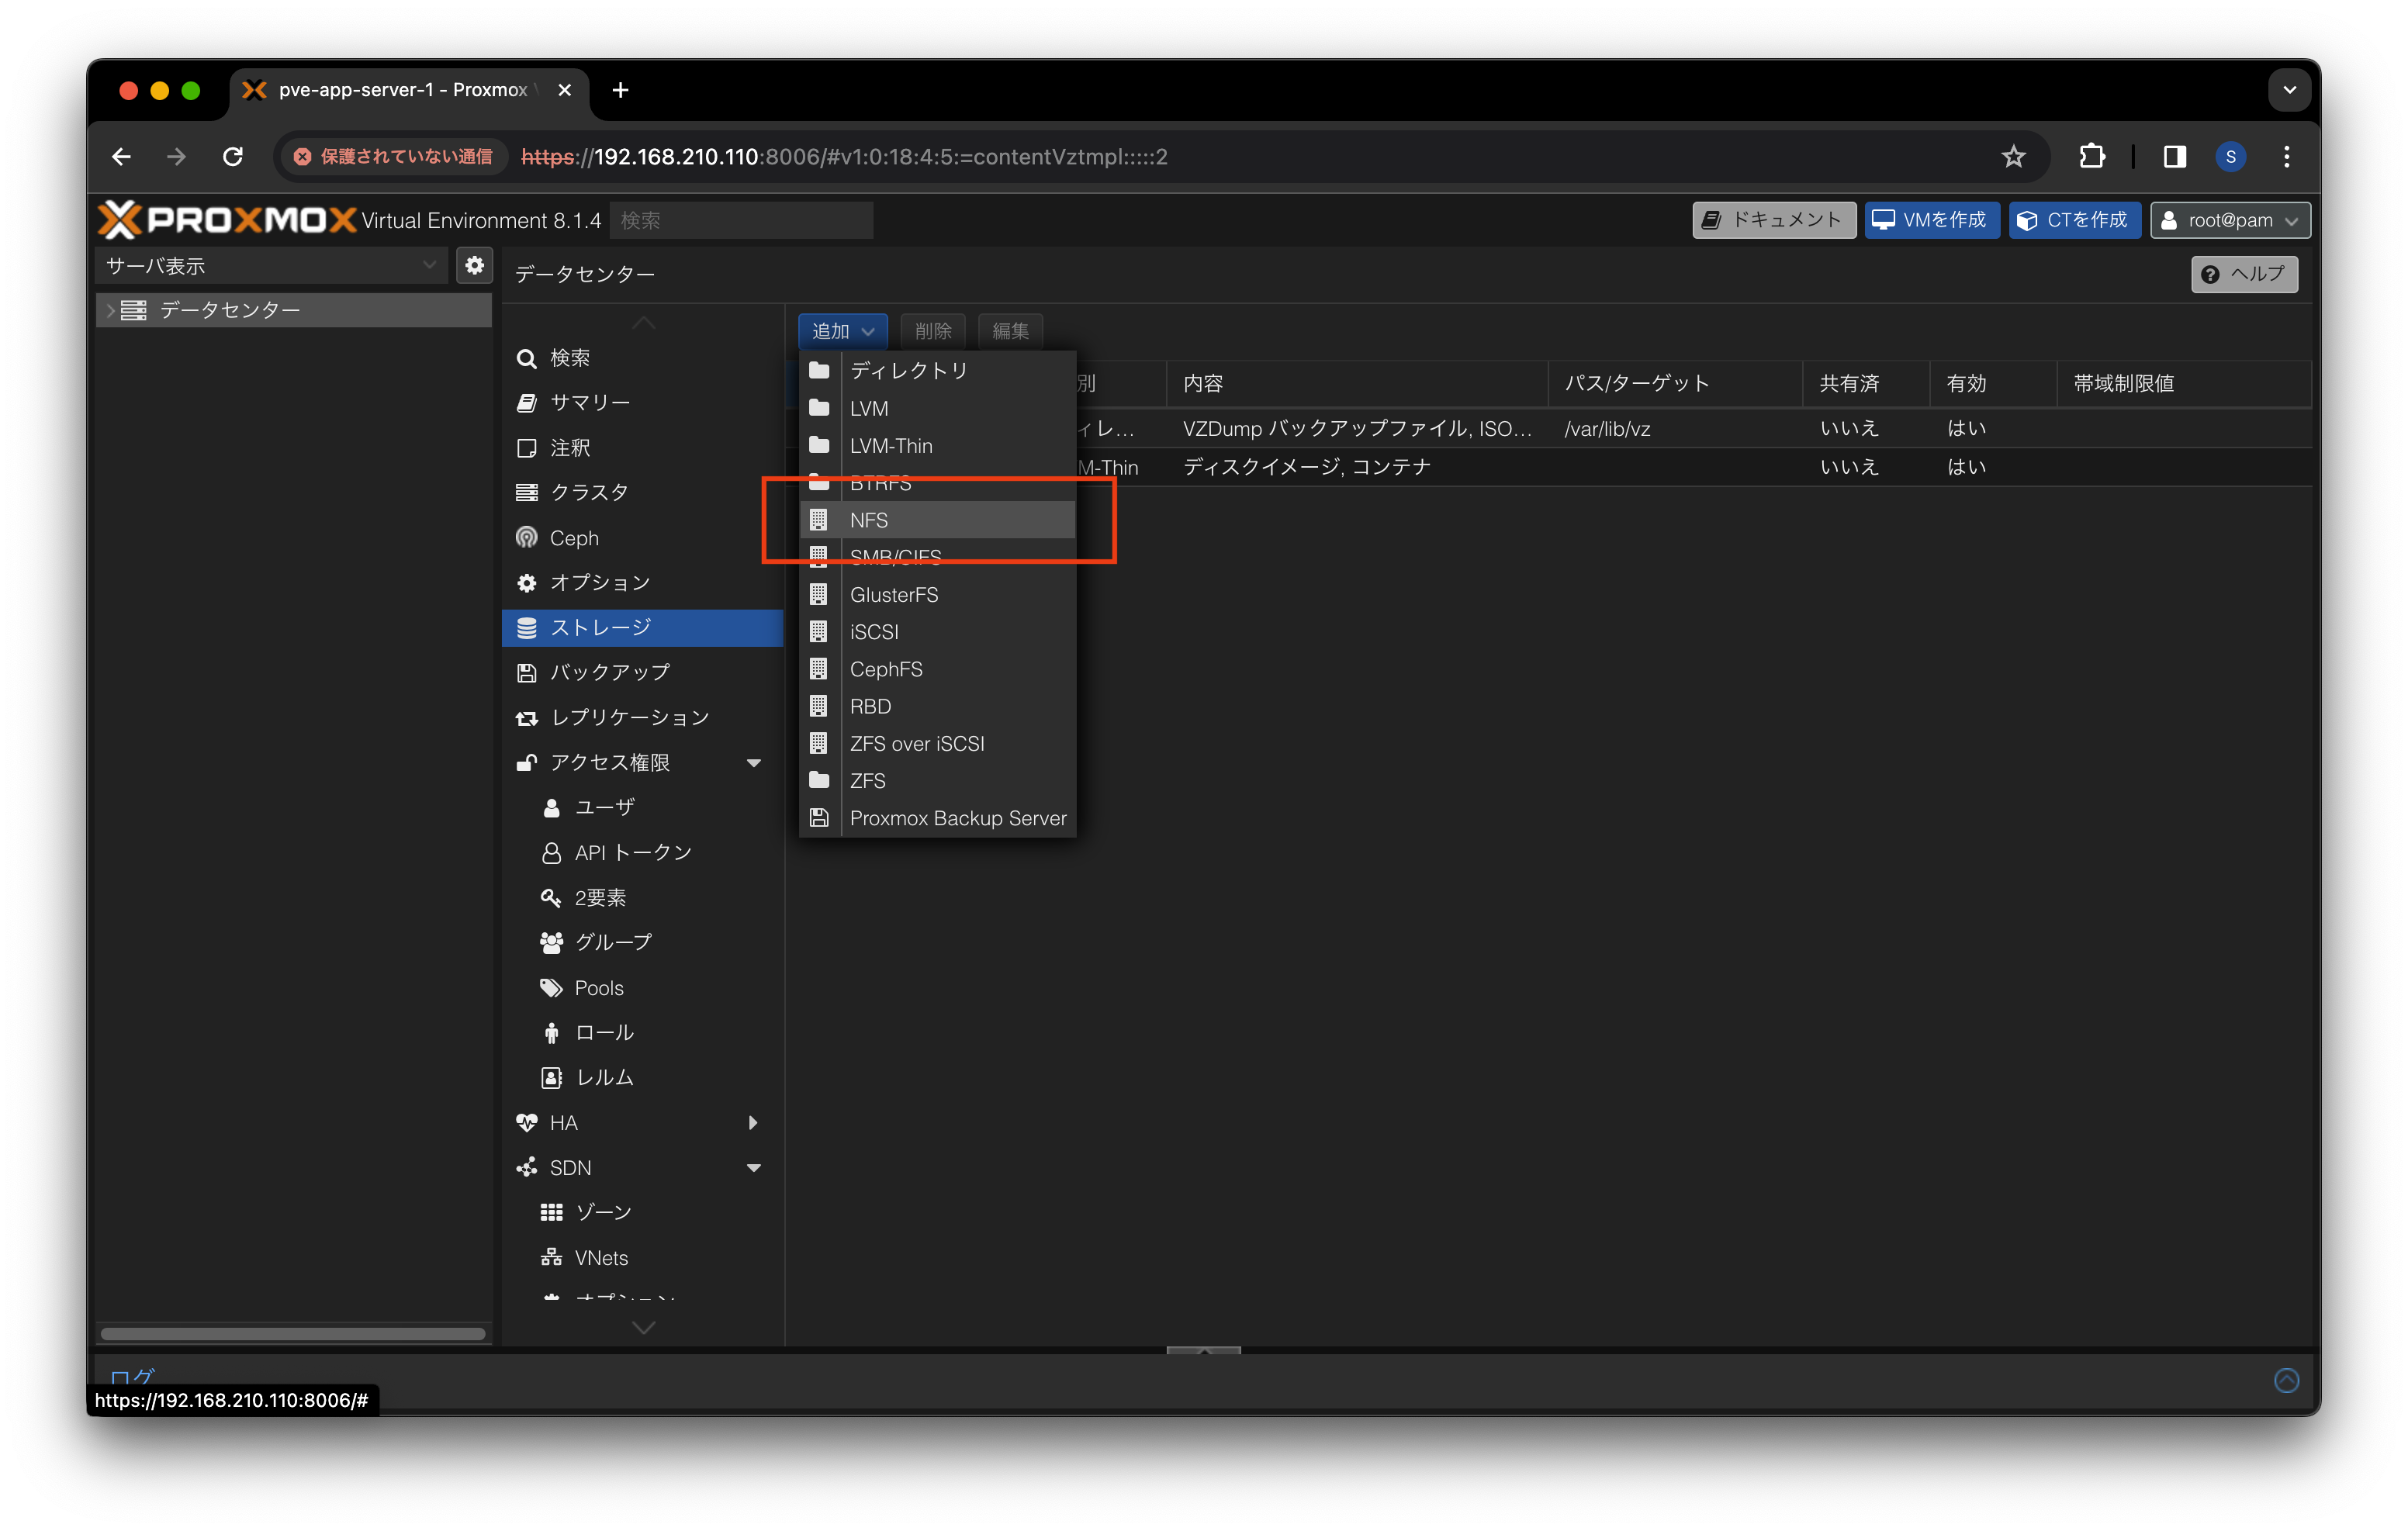 pve-app-server-1 - Proxmox
保護されていない通信 https://192.168.210.110:8006/#v1:0:18:4:5:=contentVztmpl:::::2
S
PROXMOX Virtual Environment 8.1.4 検索 ドキュメント VMを作成 CTを作成 root@pam
サーバ表示
データセンター
データセンター ヘルプ
検索
サマリー
注釈
クラスタ
Ceph
オプション
ストレージ
バックアップ
レプリケーション
アクセス権限
ユーザ
API トークン
2要素
グループ
Pools
ロール
レルム
HA
SDN
ゾーン
VNets
オプション
追加 削除 編集
ディレクトリ
LVM
LVM-Thin
BTRFS
NFS
SMB/CIFS
GlusterFS
iSCSI
CephFS
RBD
ZFS over iSCSI
ZFS
Proxmox Backup Server
別 内容 パス/ターゲット 共有済 有効 帯域制限値
ィレ… VZDump バックアップファイル, ISO… /var/lib/vz いいえ はい
M-Thin ディスクイメージ, コンテナ いいえ はい
ログ
https://192.168.210.110:8006/#